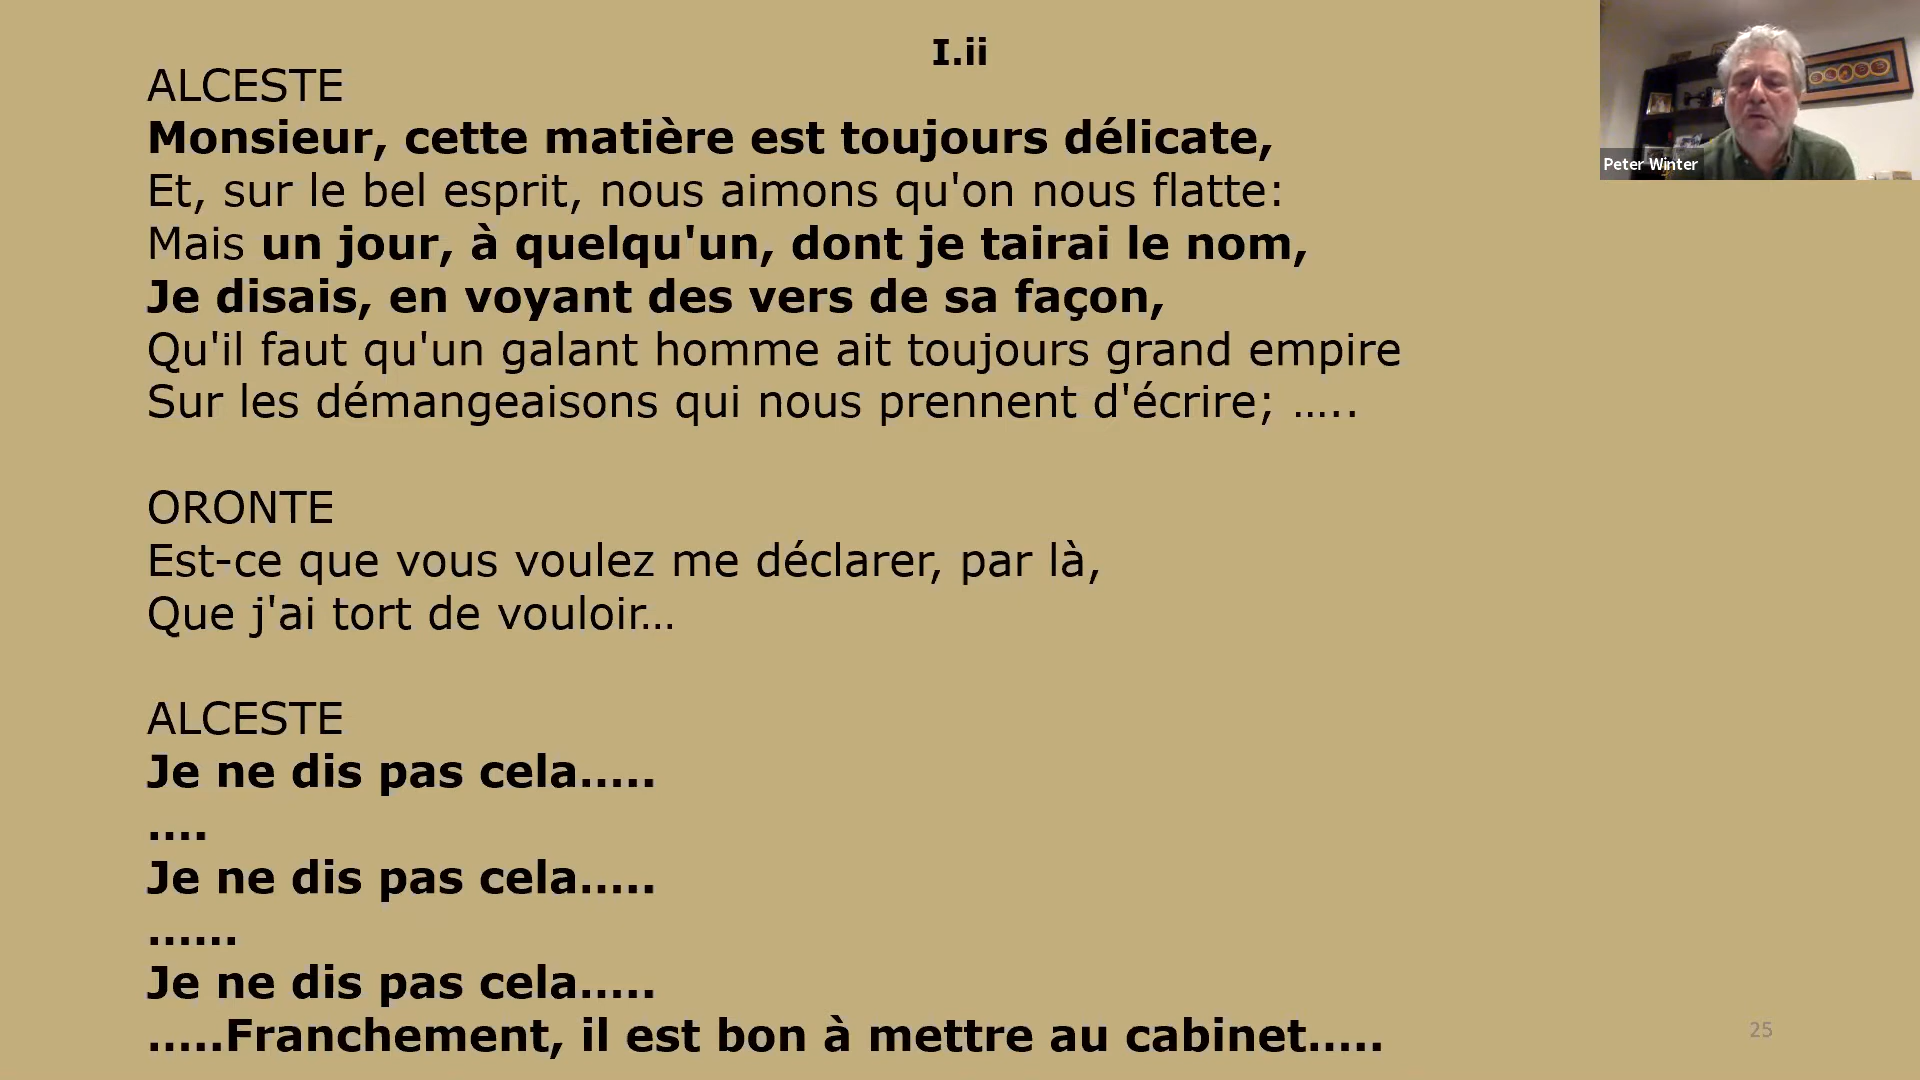 I.ii
ALCESTE
Monsieur, cette matière est toujours délicate,
Et, sur le bel esprit, nous aimons qu'on nous flatte:
Mais un jour, à quelqu'un, dont je tairai le nom,
Je disais, en voyant des vers de sa façon,
Qu'il faut qu'un galant homme ait toujours grand empire
Sur les démangeaisons qui nous prennent d'écrire; …..
ORONTE
Est-ce que vous voulez me déclarer, par là,
Que j'ai tort de vouloir…
ALCESTE
Je ne dis pas cela…..
….
Je ne dis pas cela…..
……
Je ne dis pas cela…..
…..Franchement, il est bon à mettre au cabinet…..
25
Peter Winter